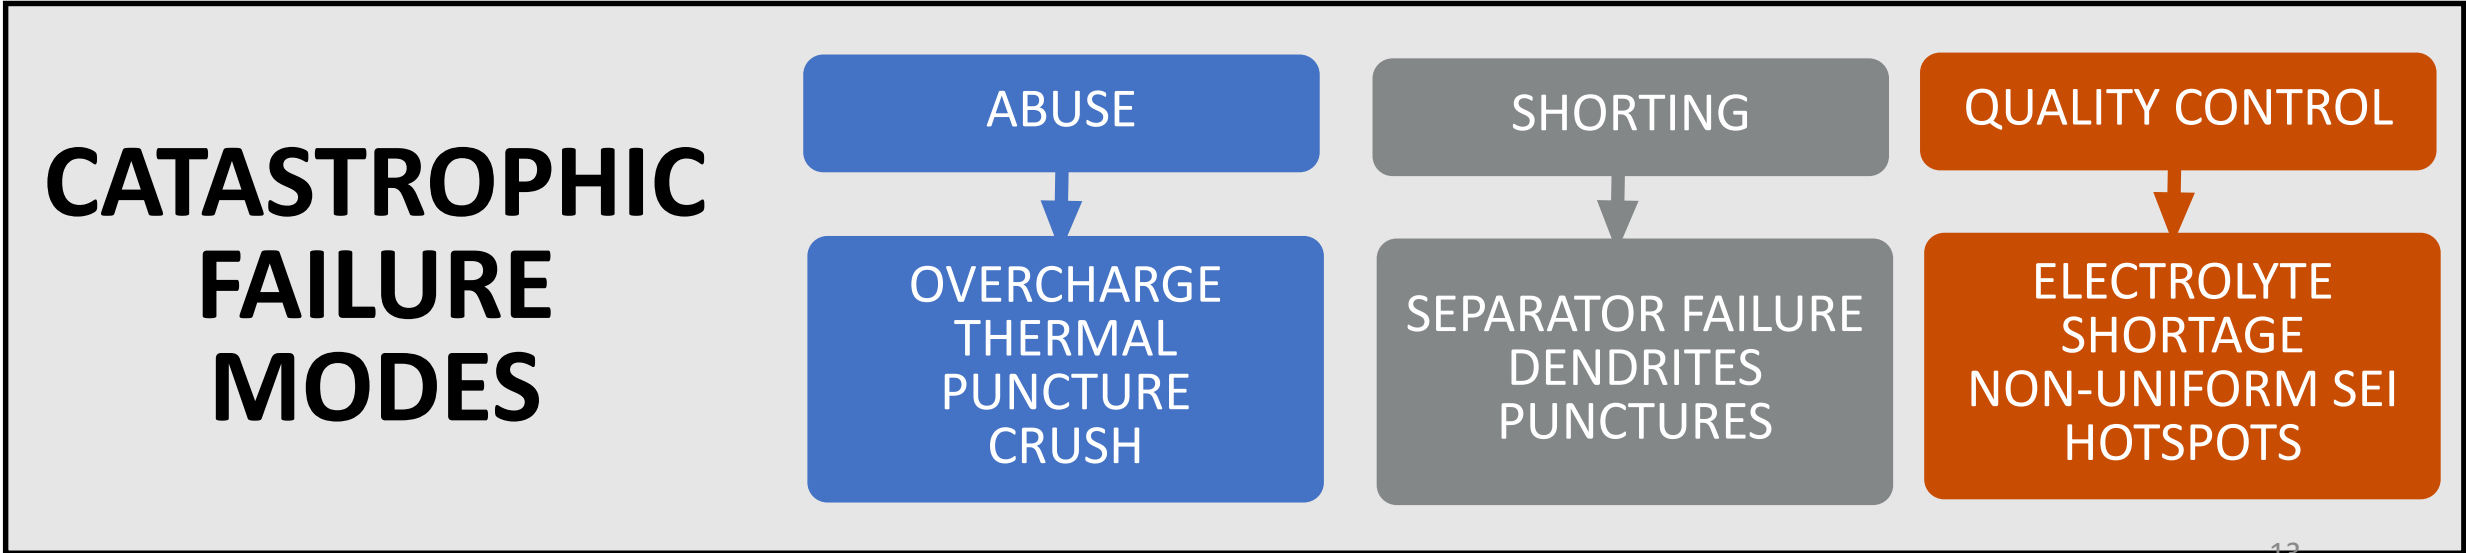 CATASTROPHIC
FAILURE
MODES
ABUSE
OVERCHARGE
THERMAL
PUNCTURE
CRUSH
SHORTING
SEPARATOR FAILURE
DENDRITES
PUNCTURES
QUALITY CONTROL
ELECTROLYTE
SHORTAGE
NON-UNIFORM SEI
HOTSPOTS